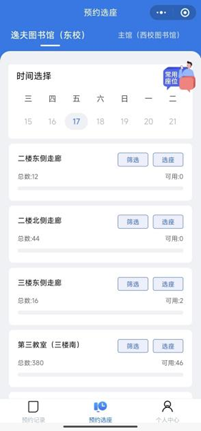 预约选座
逸夫图书馆（东校）
主馆（西校图书馆）
时间选择
常用
座位
三 四 五 六 日 一 二
15 16 17 18 19 20 21
二楼东侧走廊
筛选 选座
总数:12 可用:0
二楼北侧走廊
筛选 选座
总数:44 可用:0
三楼东侧走廊
筛选 选座
总数:16 可用:2
第三教室（三楼南）
筛选 选座
总数:380 可用:46
预约记录 预约选座 个人中心